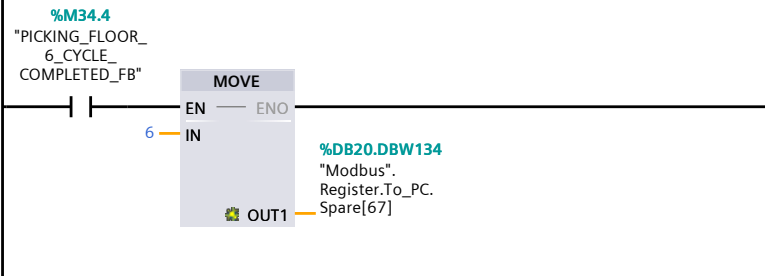 %M34.4
"PICKING_FLOOR_
6_CYCLE_
COMPLETED_FB"
MOVE
EN
ENO
6
IN
%DB20.DBW134
"Modbus".
Register.To_PC.
Spare[67]
OUT1